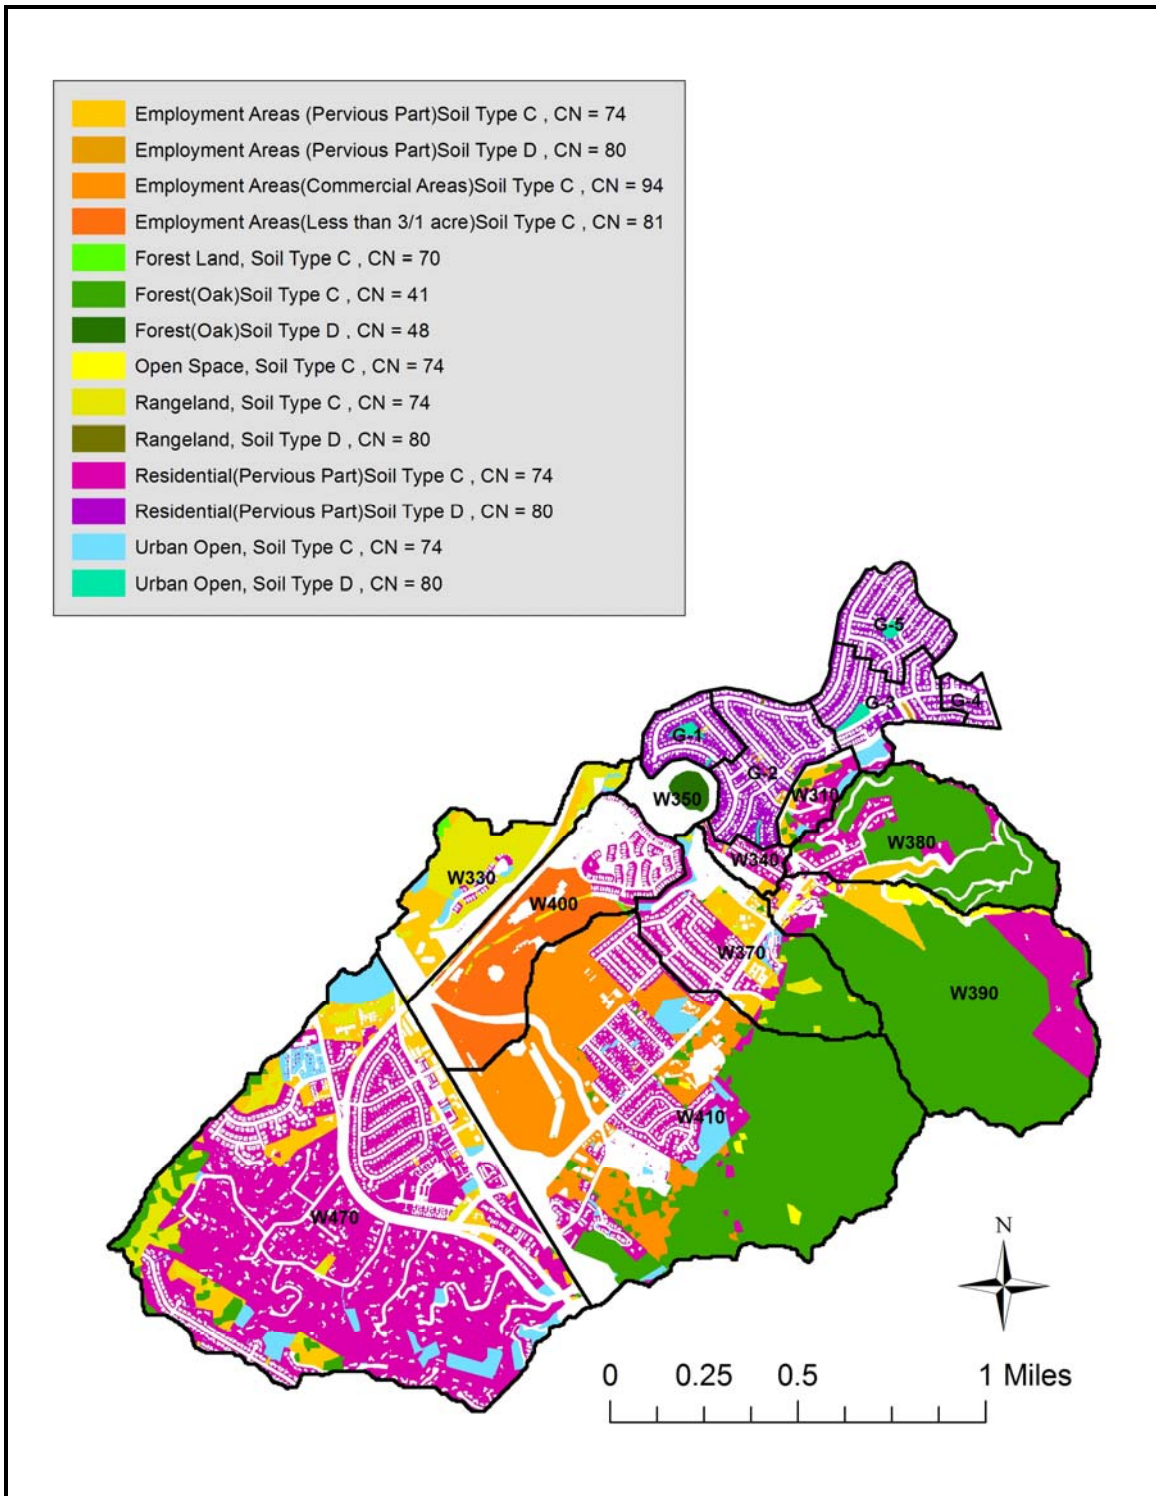 Employment Areas (Pervious Part)Soil Type C , CN = 74
Employment Areas (Pervious Part)Soil Type D , CN = 80
Employment Areas(Commercial Areas)Soil Type C , CN = 94
Employment Areas(Less than 3/1 acre)Soil Type C , CN = 81
Forest Land, Soil Type C , CN = 70
Forest(Oak)Soil Type C , CN = 41
Forest(Oak)Soil Type D , CN = 48
Open Space, Soil Type C , CN = 74
Rangeland, Soil Type C , CN = 74
Rangeland, Soil Type D , CN = 80
Residential(Pervious Part)Soil Type C , CN = 74
Residential(Pervious Part)Soil Type D , CN = 80
Urban Open, Soil Type C , CN = 74
Urban Open, Soil Type D , CN = 80
G-5
G-3
G-4
G-1
G-2
W310
W350
W380
W340
W330
W400
W370
W390
W410
W470
N
0 0.25 0.5 1 Miles